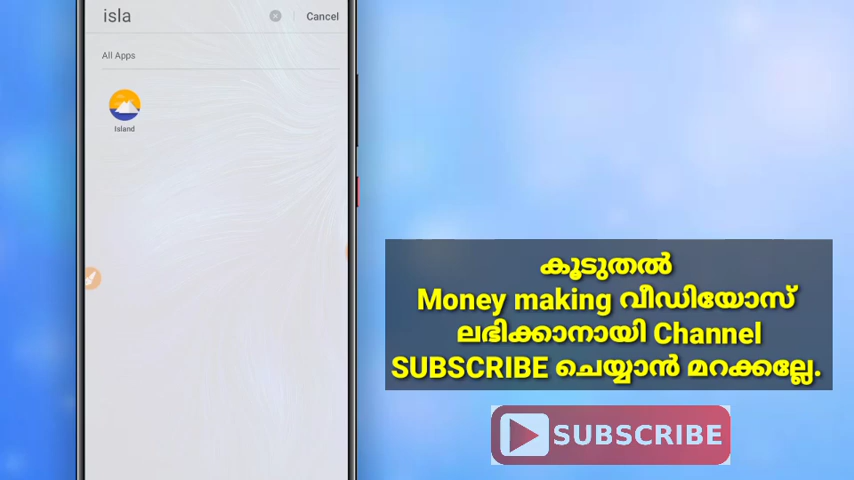 isla
Cancel
All Apps
Island
കൂടുതൽ
Money making വീഡിയോസ്
ലഭിക്കാനായി Channel
SUBSCRIBE ചെയ്യാൻ മറക്കല്ലേ.
SUBSCRIBE